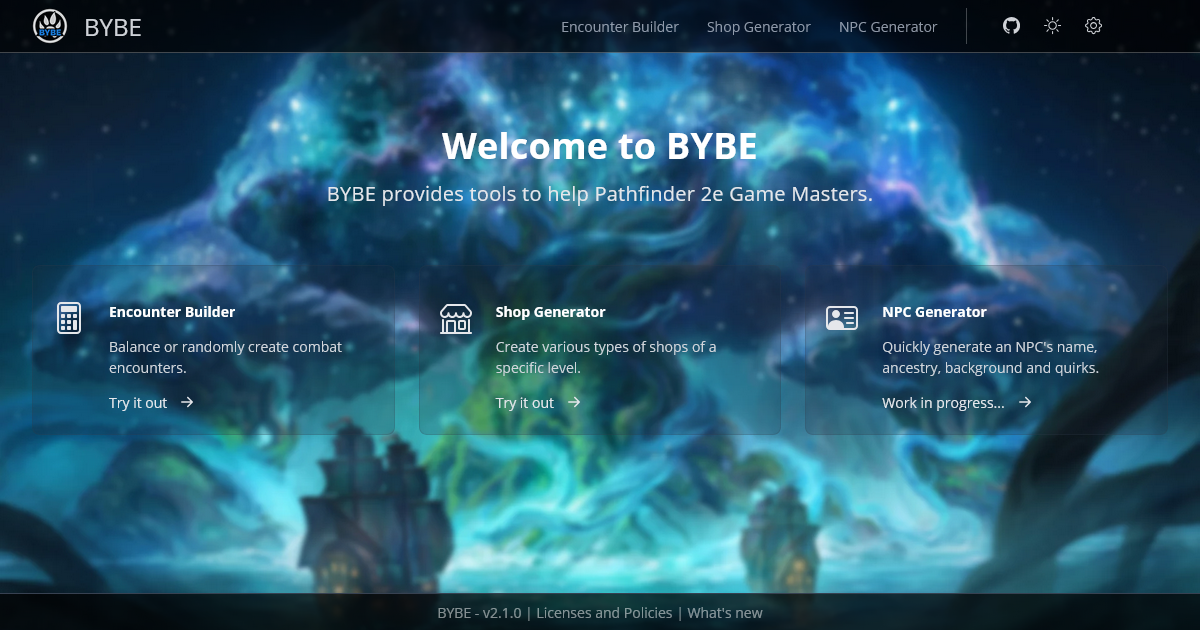 BYBE BYBE Encounter Builder Shop Generator NPC Generator
Welcome to BYBE
BYBE provides tools to help Pathfinder 2e Game Masters.
Encounter Builder
Balance or randomly create combat
encounters.
Try it out
Shop Generator
Create various types of shops of a
specific level.
Try it out
NPC Generator
Quickly generate an NPC's name,
ancestry, background and quirks.
Work in progress...
BYBE - v2.1.0 | Licenses and Policies | What's new